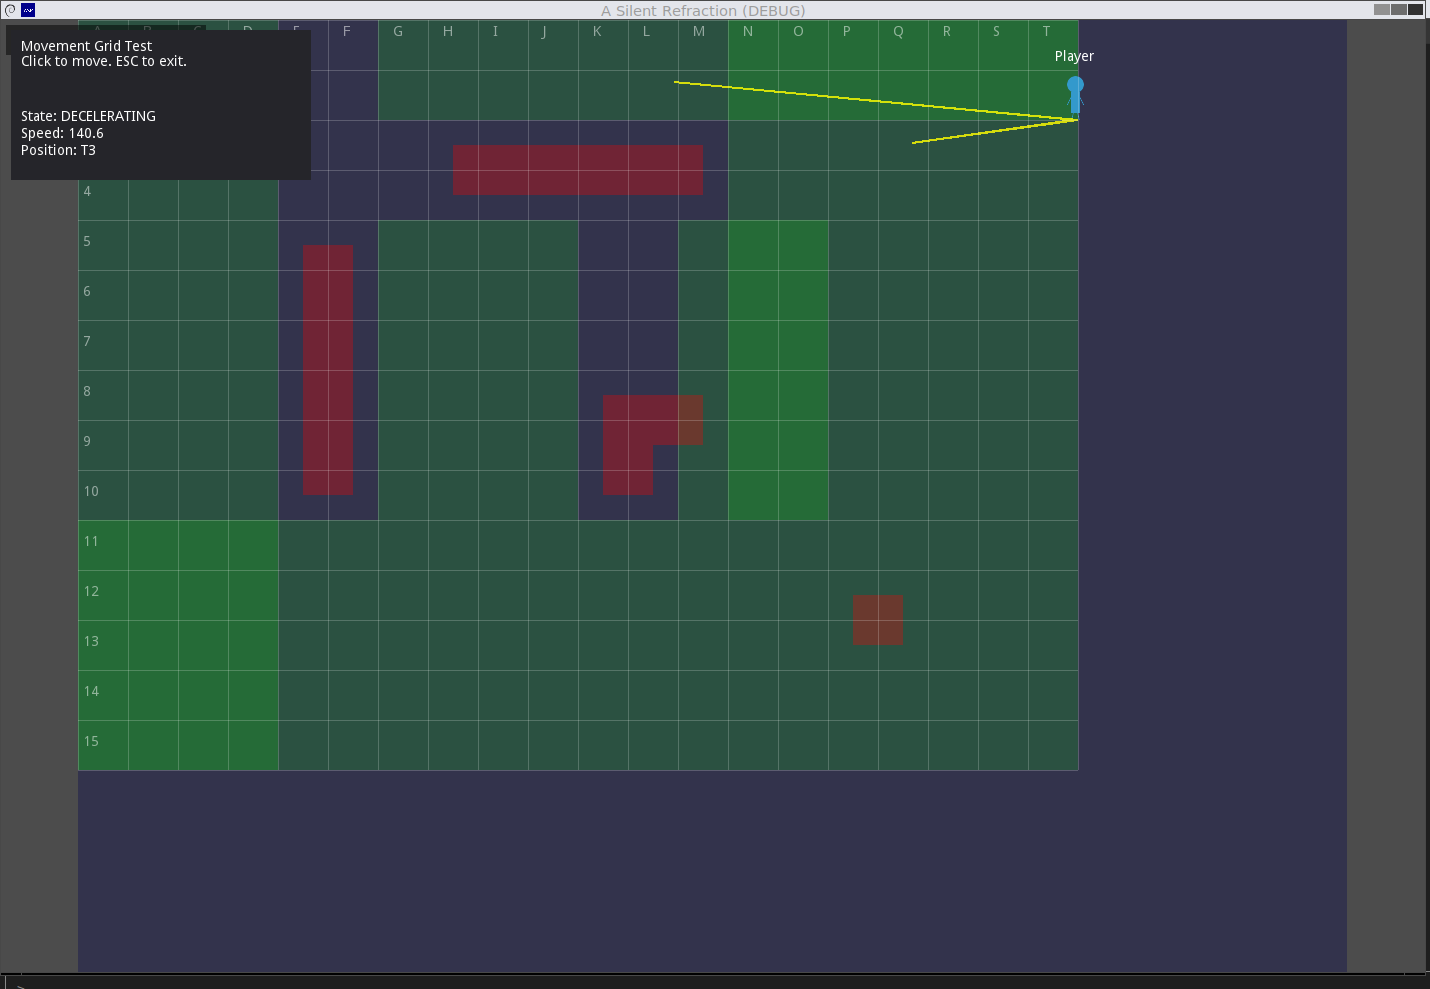 A Silent Refraction (DEBUG)
D E F G H I J K L M N O P Q R S T
Movement Grid Test
Click to move. ESC to exit.
State: DECELERATING
Speed: 140.6
Position: T3
Player
4
5
6
7
8
9
10
11
12
13
14
15
>